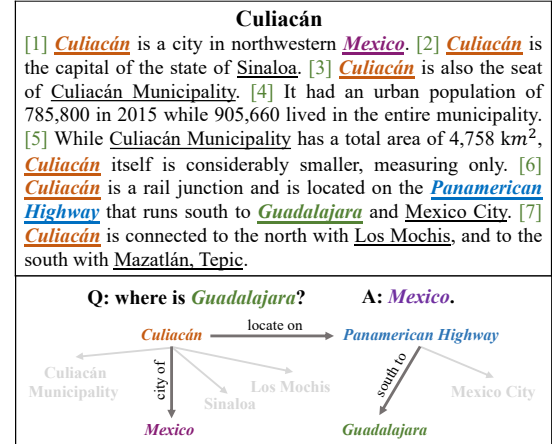 Culiacán
[1] Culiacán is a city in northwestern Mexico. [2] Culiacán is
the capital of the state of Sinaloa. [3] Culiacán is also the seat
of Culiacán Municipality. [4] It had an urban population of
785,800 in 2015 while 905,660 lived in the entire municipality.
[5] While Culiacán Municipality has a total area of 4,758 km²,
Culiacán itself is considerably smaller, measuring only. [6]
Culiacán is a rail junction and is located on the Panamerican
Highway that runs south to Guadalajara and Mexico City. [7]
Culiacán is connected to the north with Los Mochis, and to the
south with Mazatlán, Tepic.
Q: where is Guadalajara? A: Mexico.
Culiacán locate on Panamerican Highway
Culiacán
Municipality
city of
Sinaloa
Los Mochis
south to
Mexico City
Mexico
Guadalajara